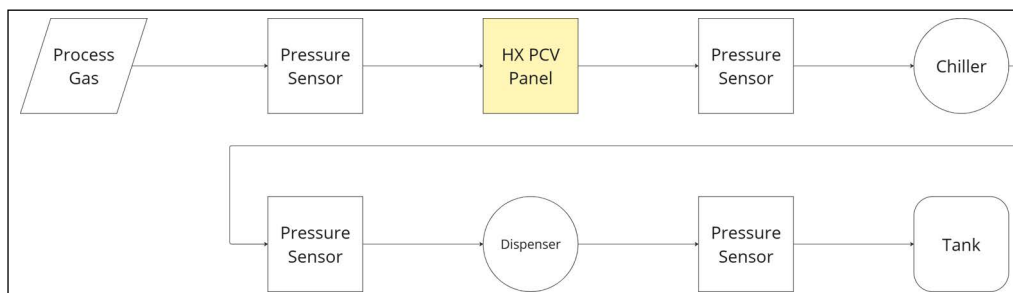 Process
Gas
Pressure
Sensor
HX PCV
Panel
Pressure
Sensor
Chiller
Pressure
Sensor
Dispenser
Pressure
Sensor
Tank